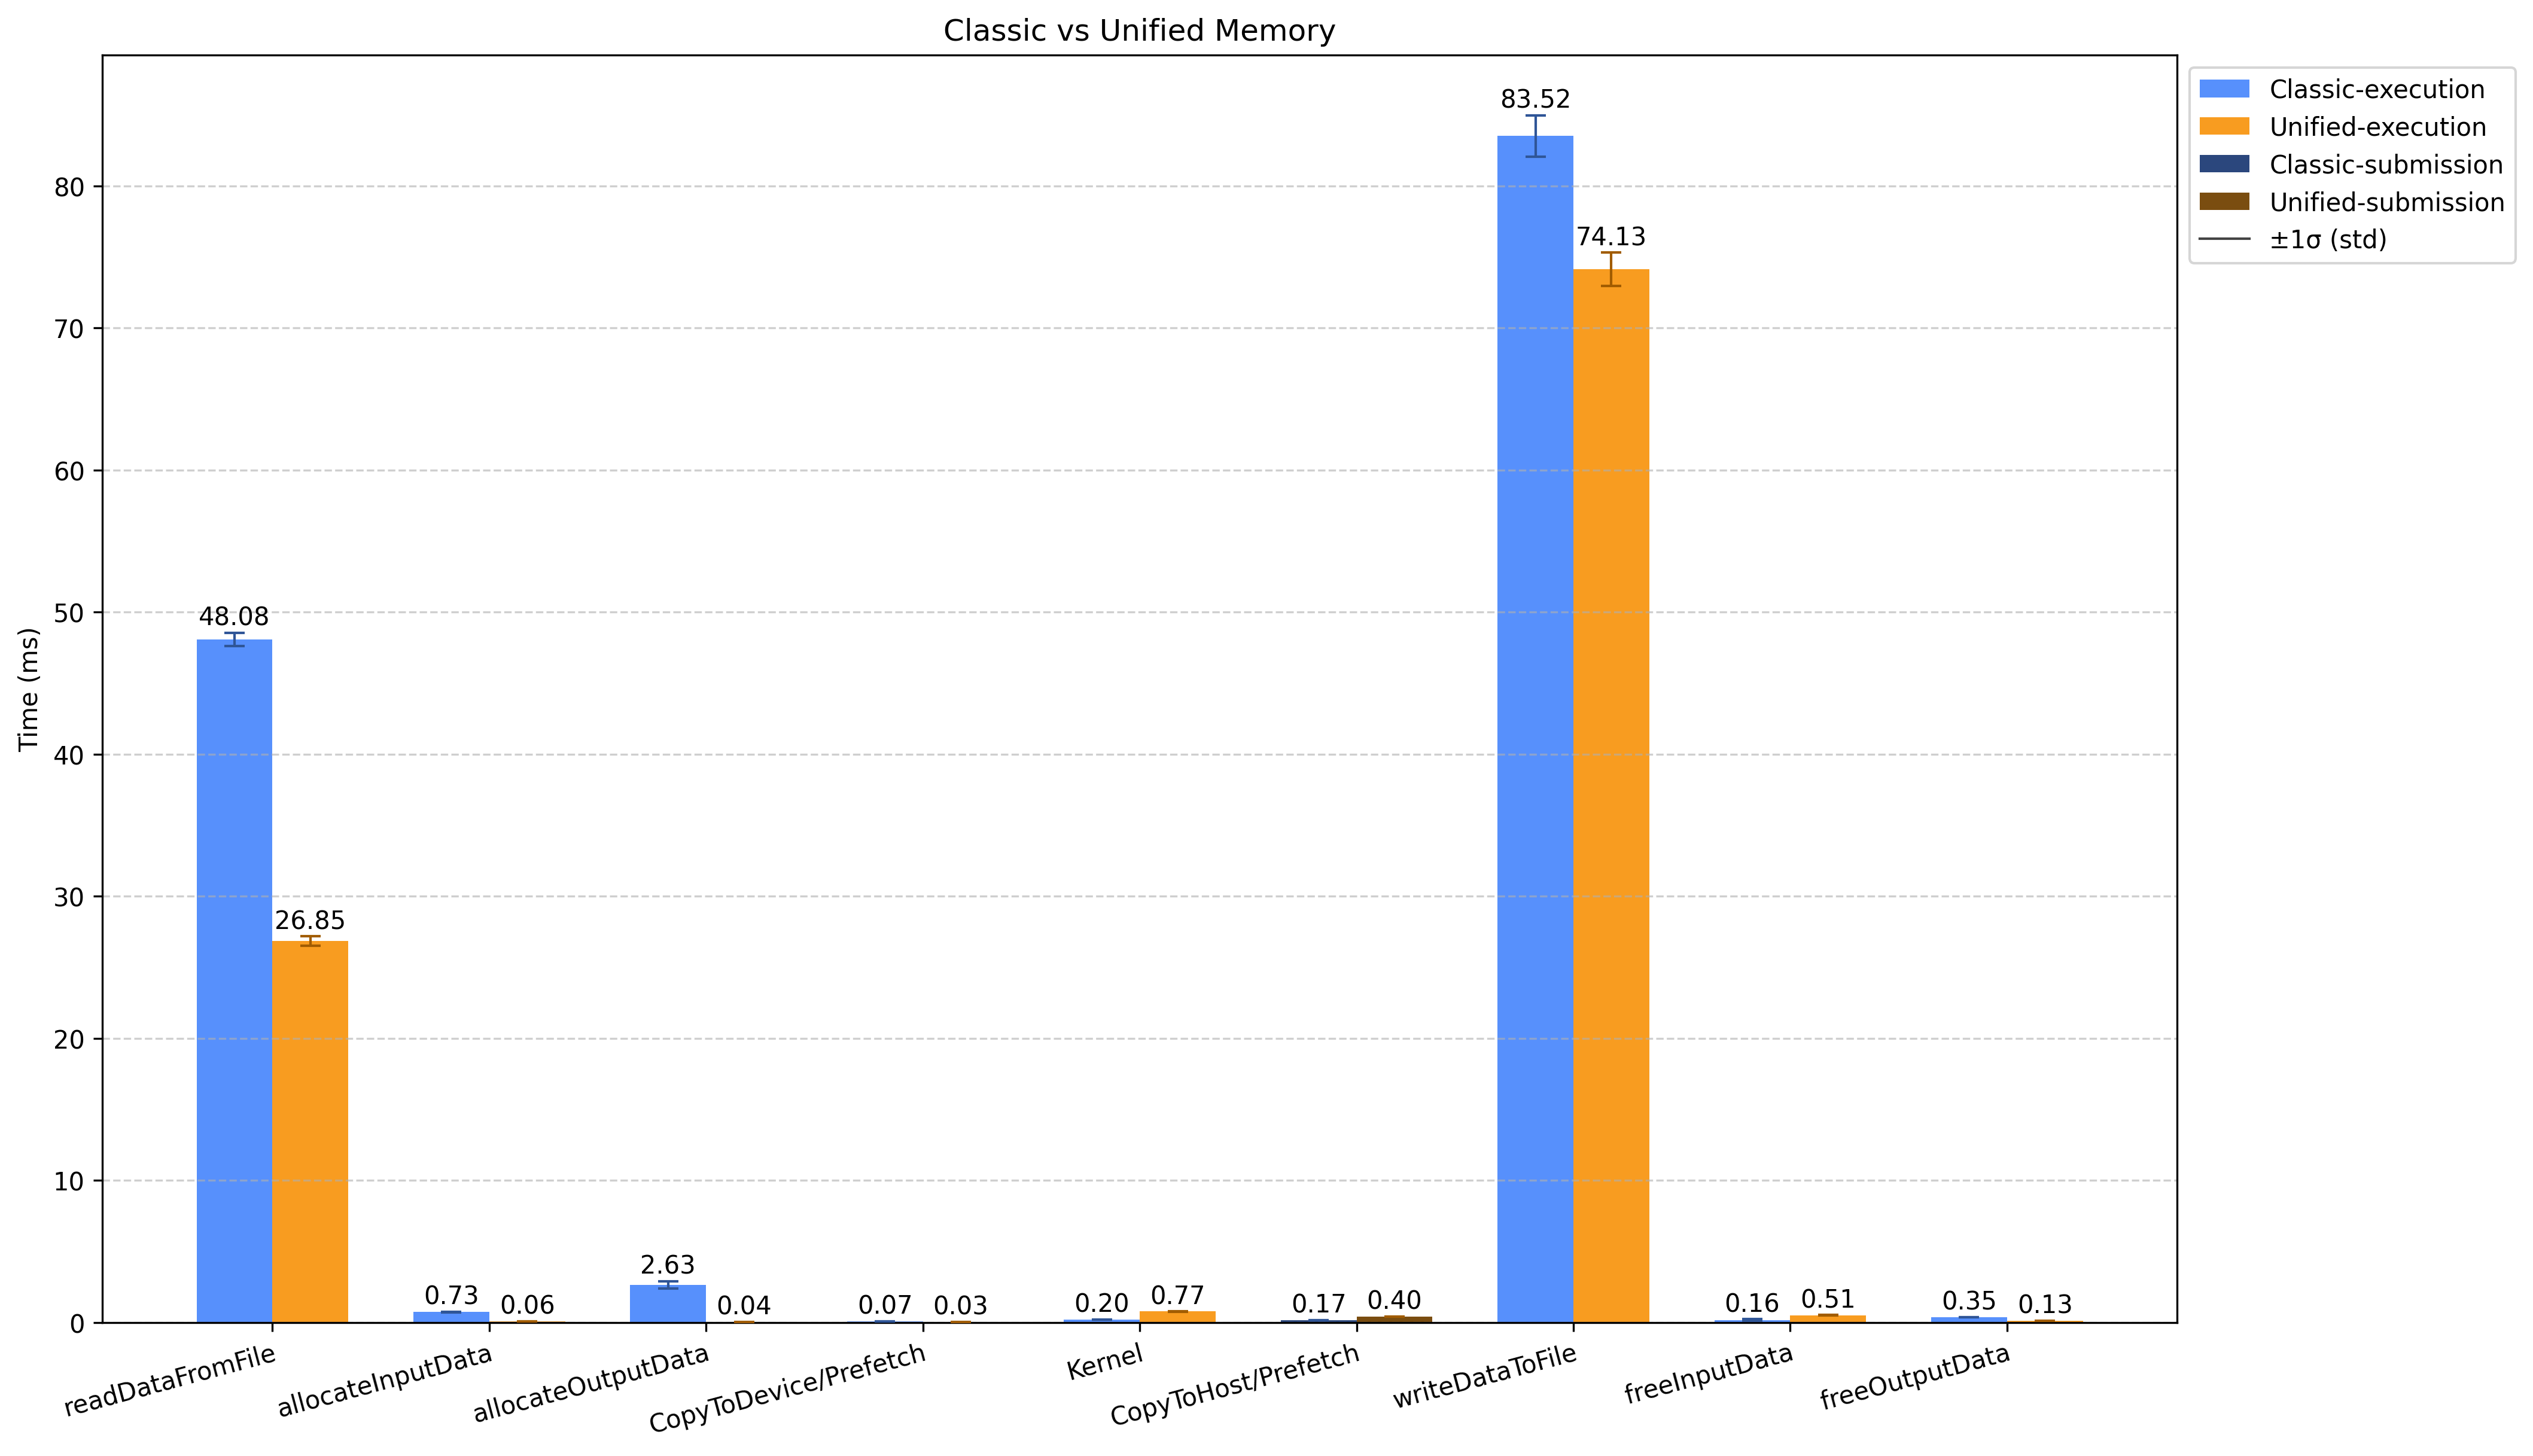 Classic vs Unified Memory
Classic-execution
Unified-execution
Classic-submission
Unified-submission
±1σ (std)
Time (ms)
80
70
60
50
40
30
20
10
0
48.08
26.85
0.73
0.06
2.63
0.04
0.07
0.03
0.20
0.77
0.17
0.40
83.52
74.13
0.16
0.51
0.35
0.13
readDataFromFile
allocateInputData
allocateOutputData
CopyToDevice/Prefetch
Kernel
CopyToHost/Prefetch
writeDataToFile
freeInputData
freeOutputData